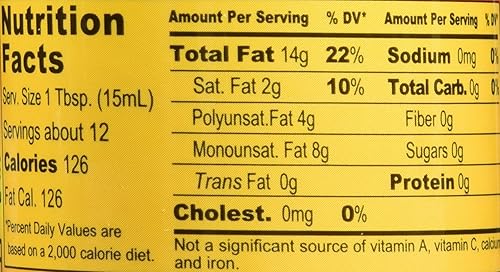 Nutrition
Facts
Serv. Size 1 Tbsp. (15mL)
Servings about 12
Calories 126
Fat Cal. 126
*Percent Daily Values are
based on a 2,000 calorie diet.
Amount Per Serving % DV*
Total Fat 14g 22%
Sat. Fat 2g 10%
Polyunsat.Fat 4g
Monounsat. Fat 8g
Trans Fat 0g
Cholest. 0mg 0%
Amount Per Serving % DV*
Sodium 0mg 0%
Total Carb. 0g 0%
Fiber 0g
Sugars 0g
Protein 0g
Not a significant source of vitamin A, vitamin C, calcium
and iron.